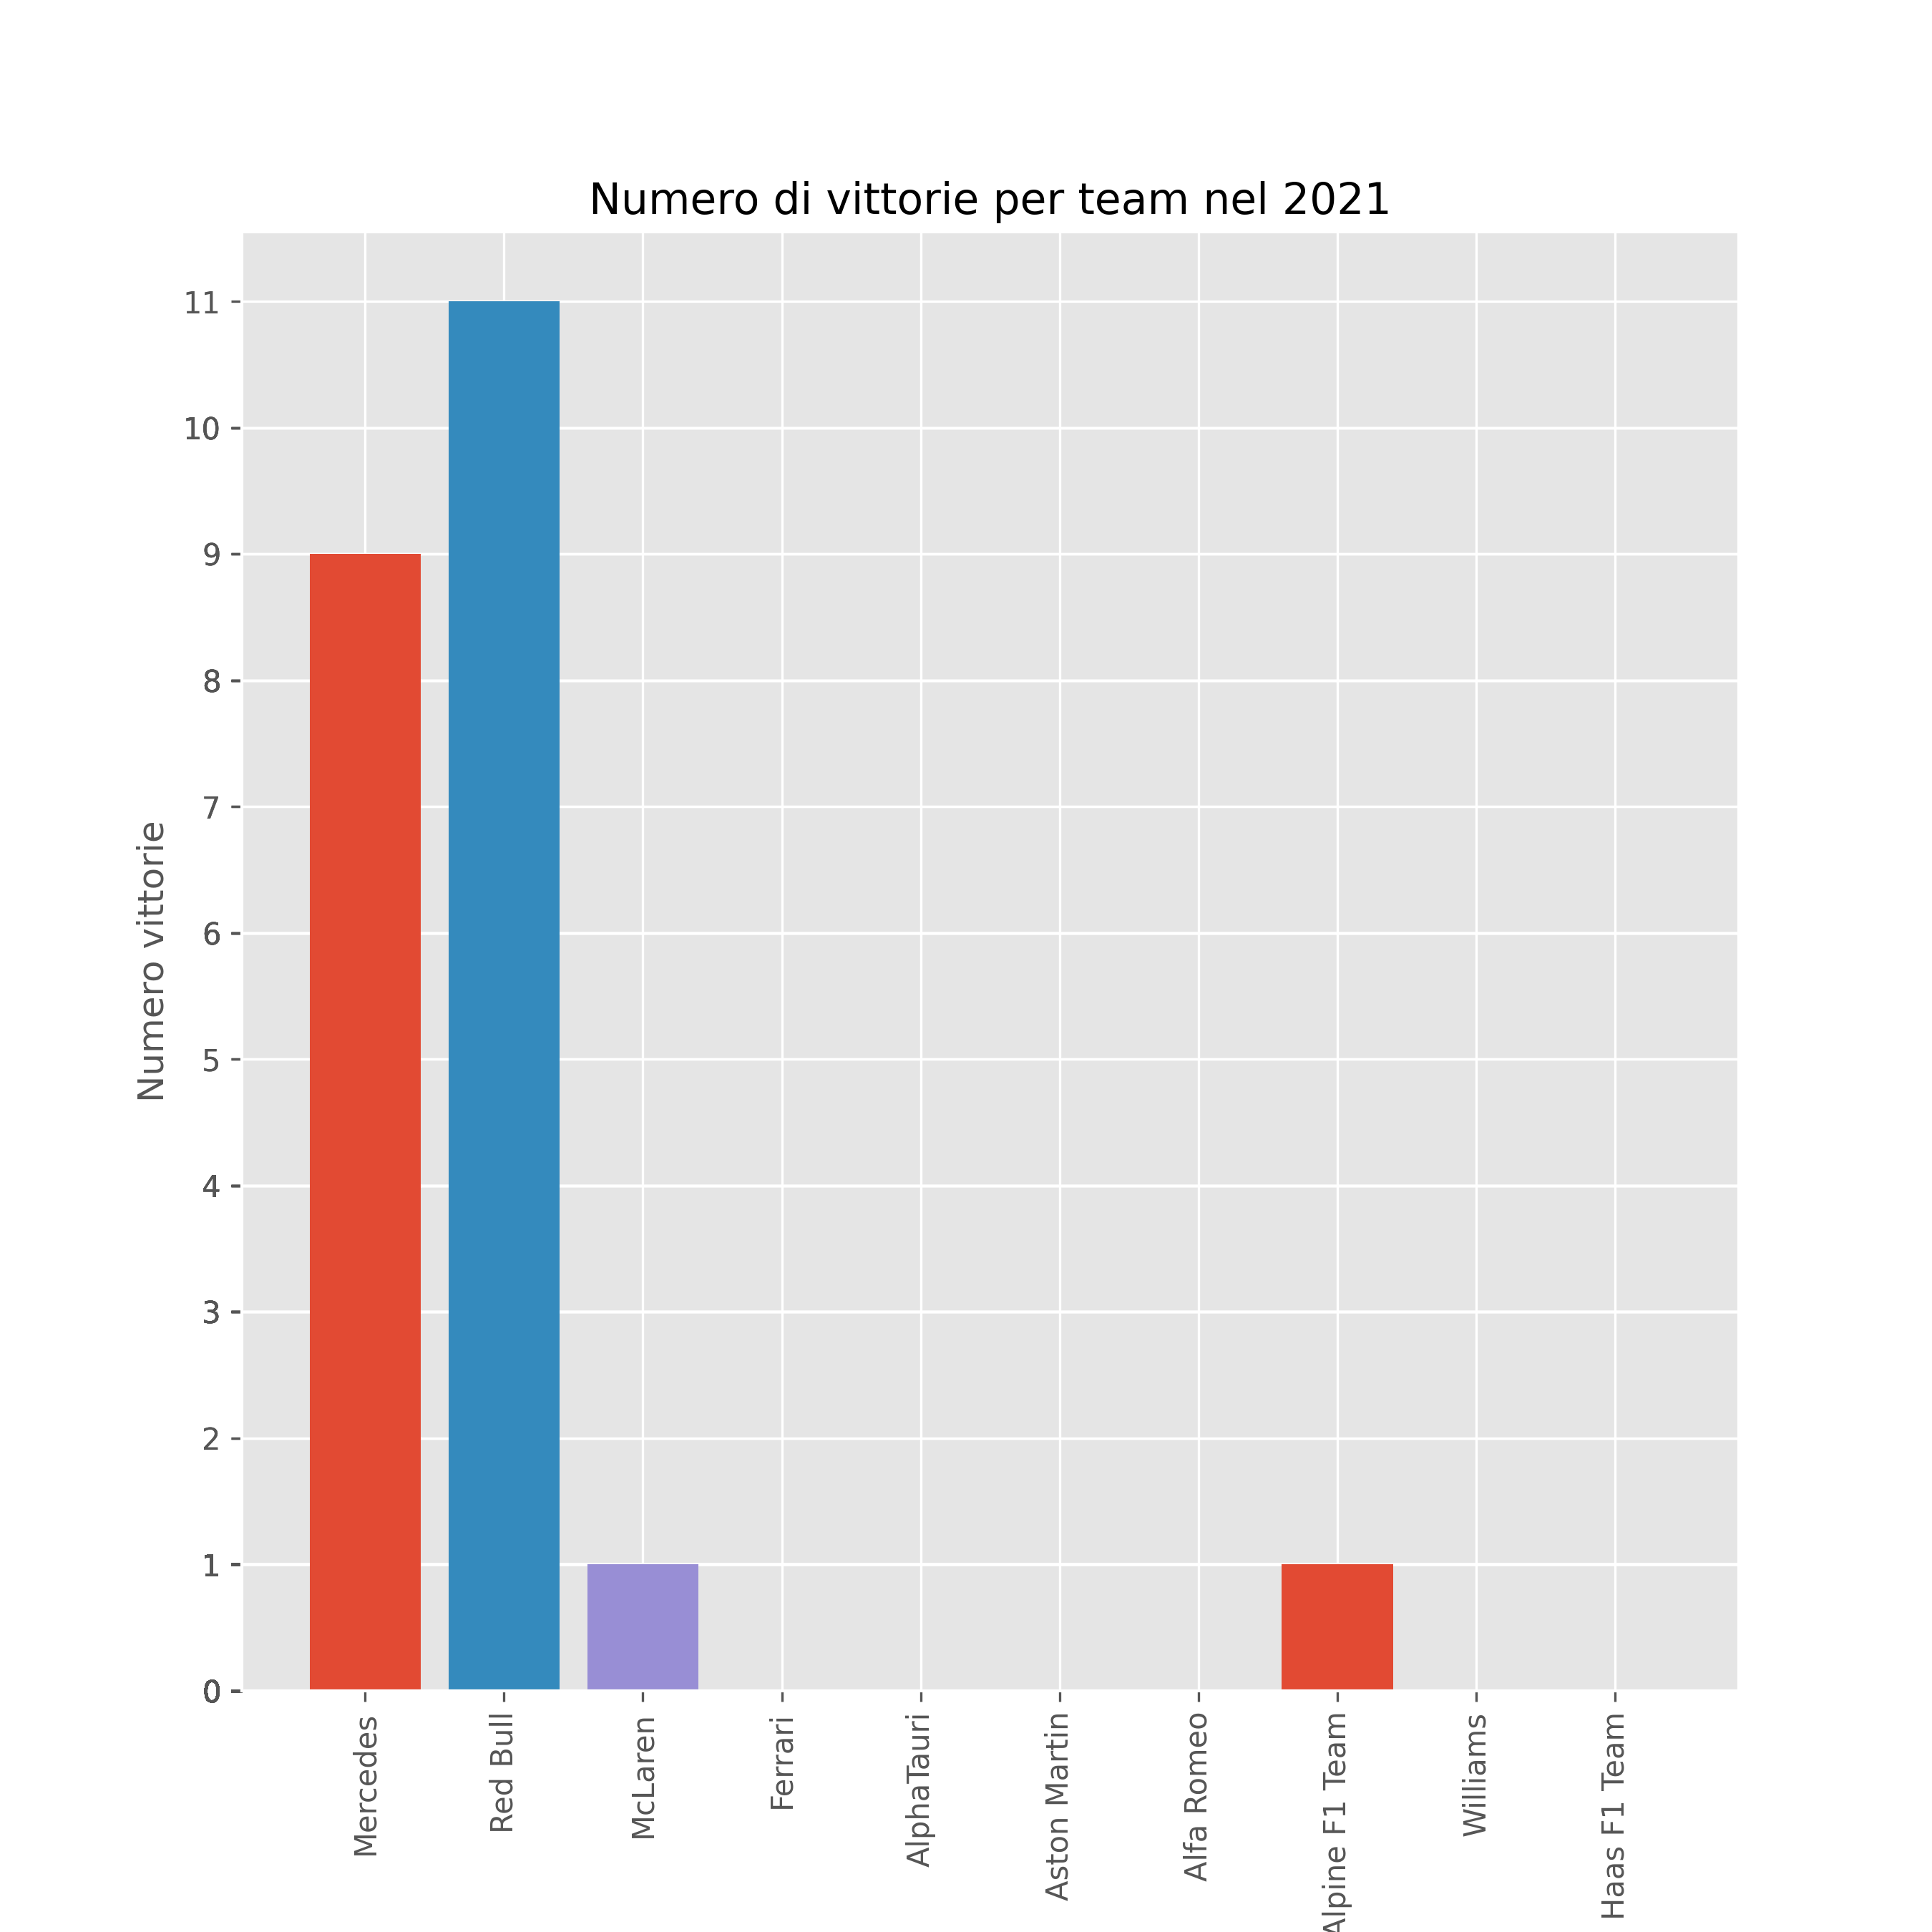 Numero di vittorie per team nel 2021
Numero vittorie
11
10
9
8
7
6
5
4
3
2
1
0
Mercedes
Red Bull
McLaren
Ferrari
AlphaTauri
Aston Martin
Alfa Romeo
Alpine F1 Team
Williams
Haas F1 Team